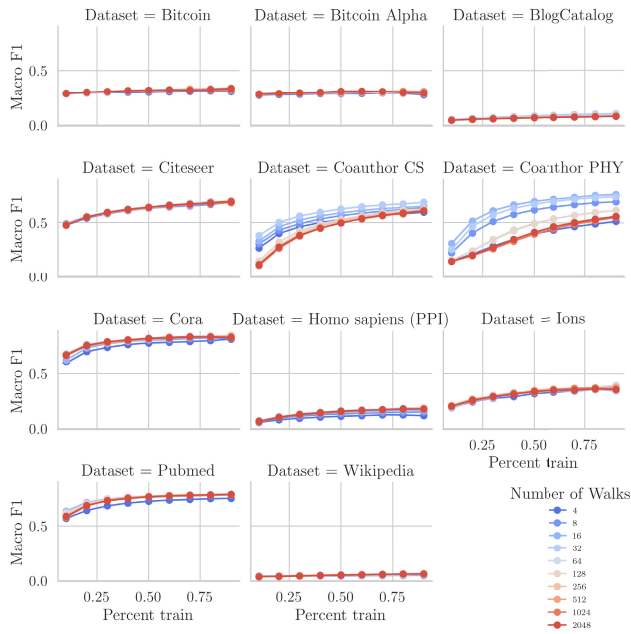 Dataset = Bitcoin
Dataset = Bitcoin Alpha
Dataset = BlogCatalog
Macro F1
0.5
0.0
Dataset = Citeseer
Dataset = Coauthor CS
Dataset = Coauthor PHY
Macro F1
0.5
0.0
Dataset = Cora
Dataset = Homo sapiens (PPI)
Dataset = Ions
Macro F1
0.5
0.0
0.25 0.50 0.75
Percent train
Dataset = Pubmed
Dataset = Wikipedia
Macro F1
0.5
0.0
0.25 0.50 0.75
0.25 0.50 0.75
Percent train
Percent train
Number of Walks
4
8
16
32
64
128
256
512
1024
2048